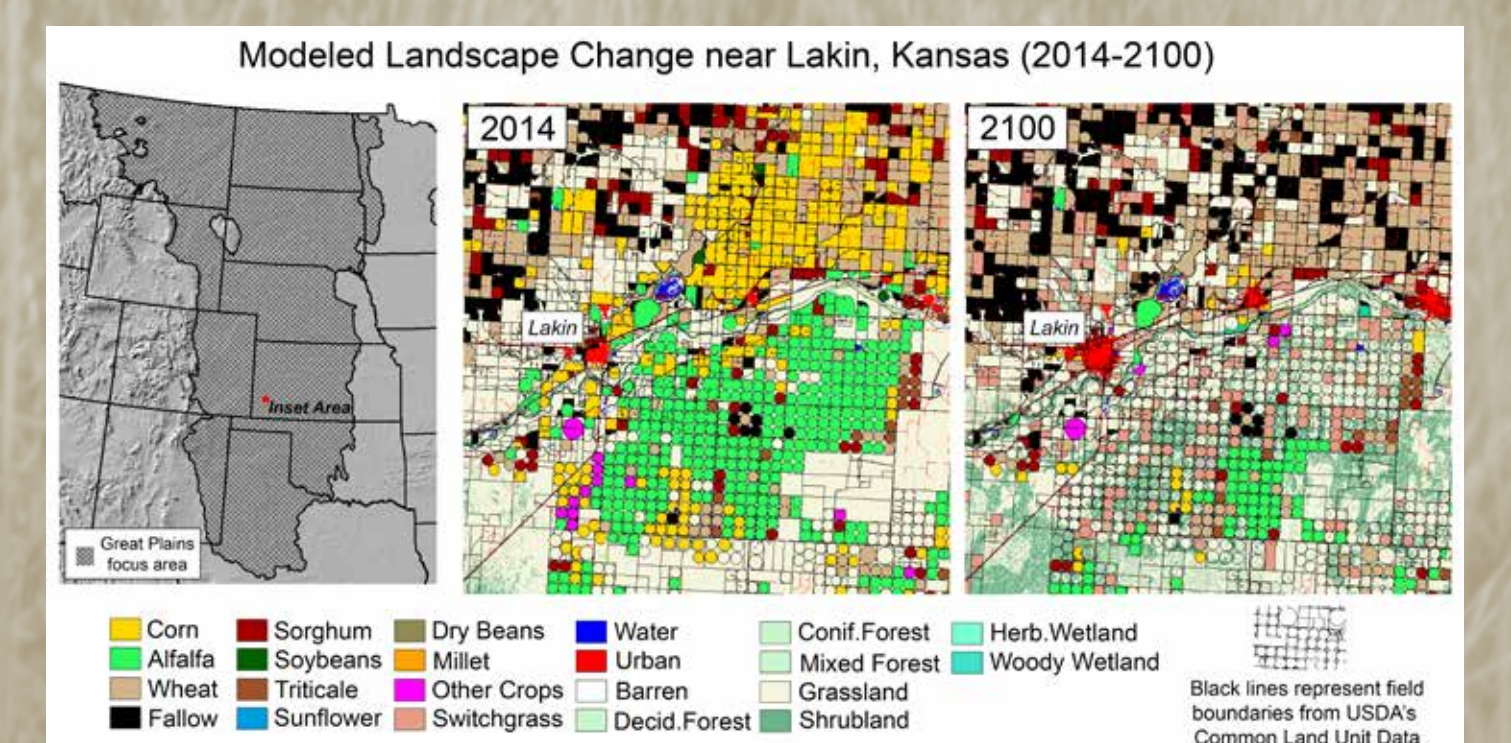 Modeled Landscape Change near Lakin, Kansas (2014-2100)
Inset Area
Great Plains
focus area
2014
Lakin
2100
Lakin
Corn
Alfalfa
Wheat
Fallow
Sorghum
Soybeans
Triticale
Sunflower
Dry Beans
Millet
Other Crops
Switchgrass
Water
Urban
Barren
Decid.Forest
Conif.Forest
Mixed Forest
Grassland
Shrubland
Herb.Wetland
Woody Wetland
Black lines represent field
boundaries from USDA's
Common Land Unit Data